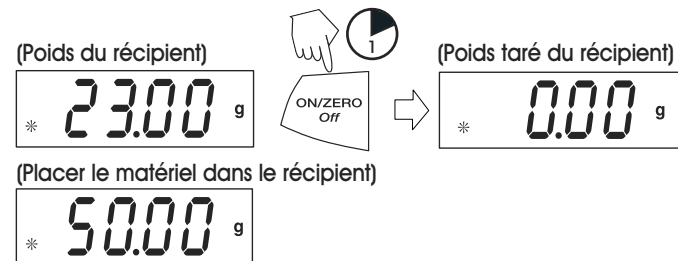 (Poids du récipient)
* 23.00 g
1
ON/ZERO
Off
(Poids taré du récipient)
* 0.00 g
(Placer le matériel dans le récipient)
* 50.00 g